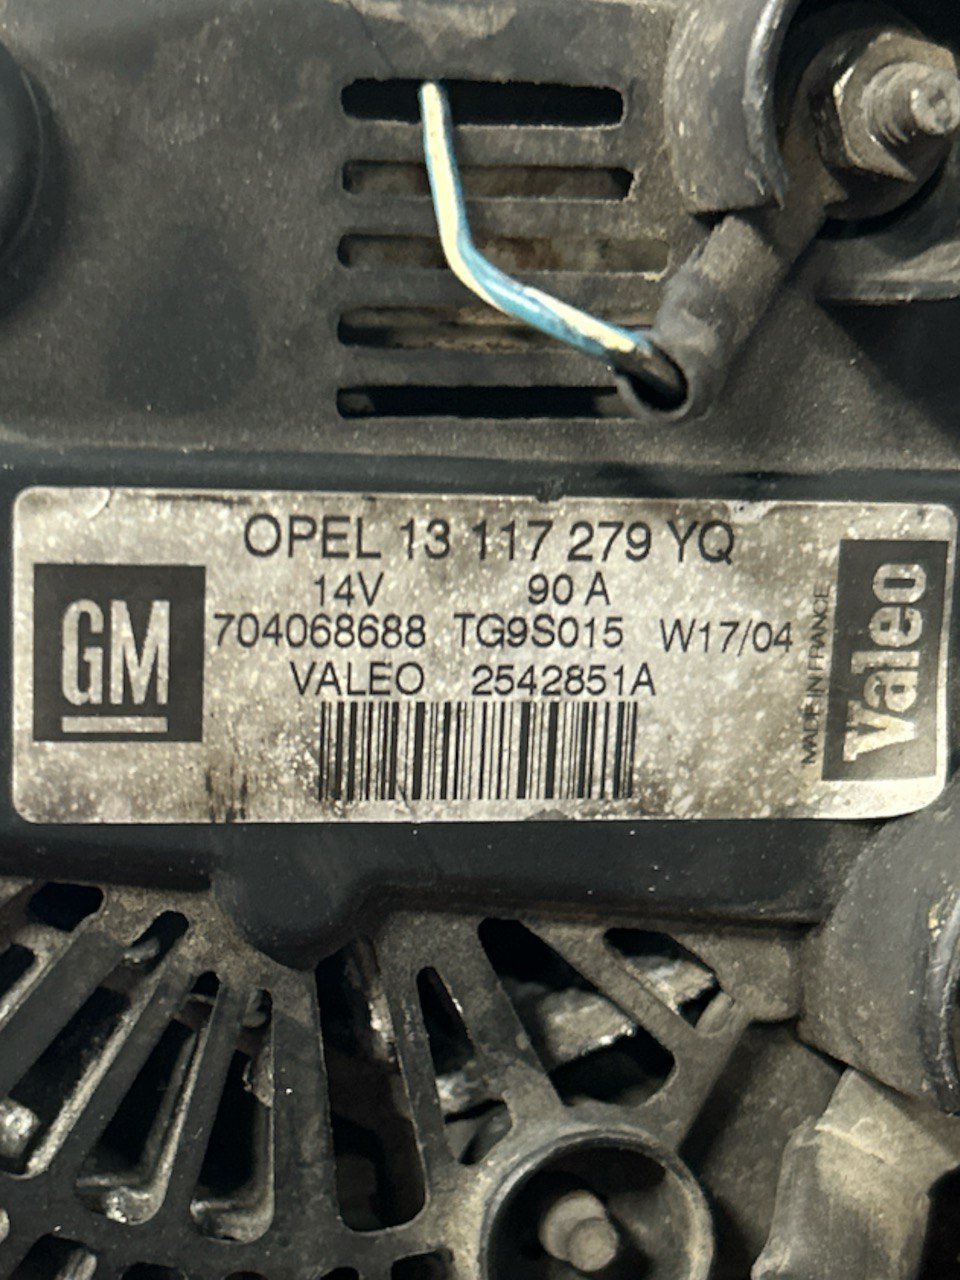 OPEL 13 117 279 YQ
GM
14V 90 A
704068688 TG9S015 W17/04
VALEO 2542851A
MADE IN FRANCE
Valeo